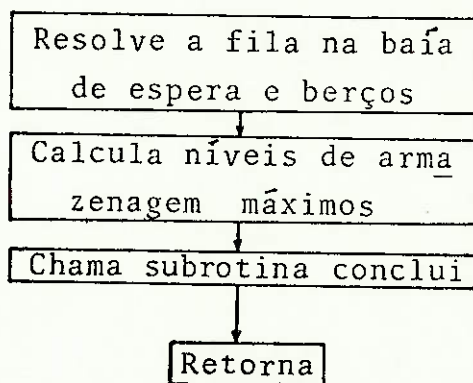 Resolve a fila na baía
de espera e berços
Calcula níveis de arma
zenagem máximos
Chama subrotina conclui
Retorna